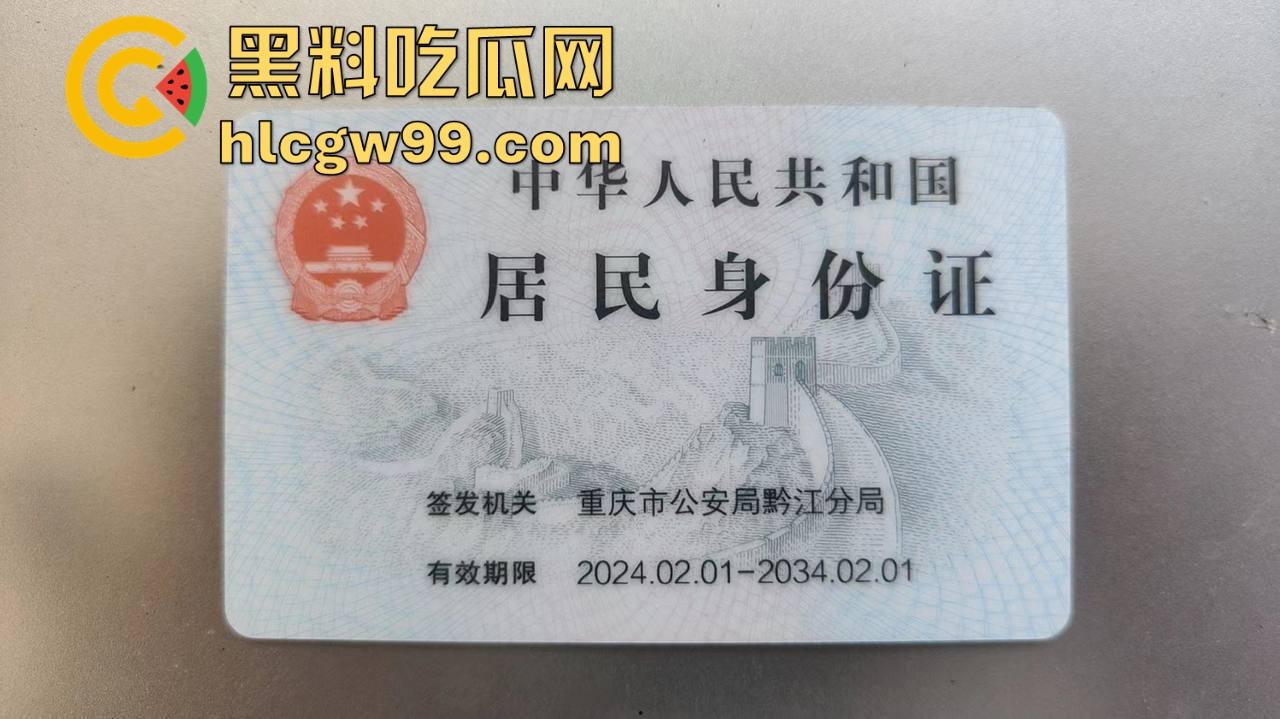 黑料吃瓜网
hlcgw99.com
中华人民共和国
居民身份证
签发机关 重庆市公安局黔江分局
有效期限 2024.02.01-2034.02.01